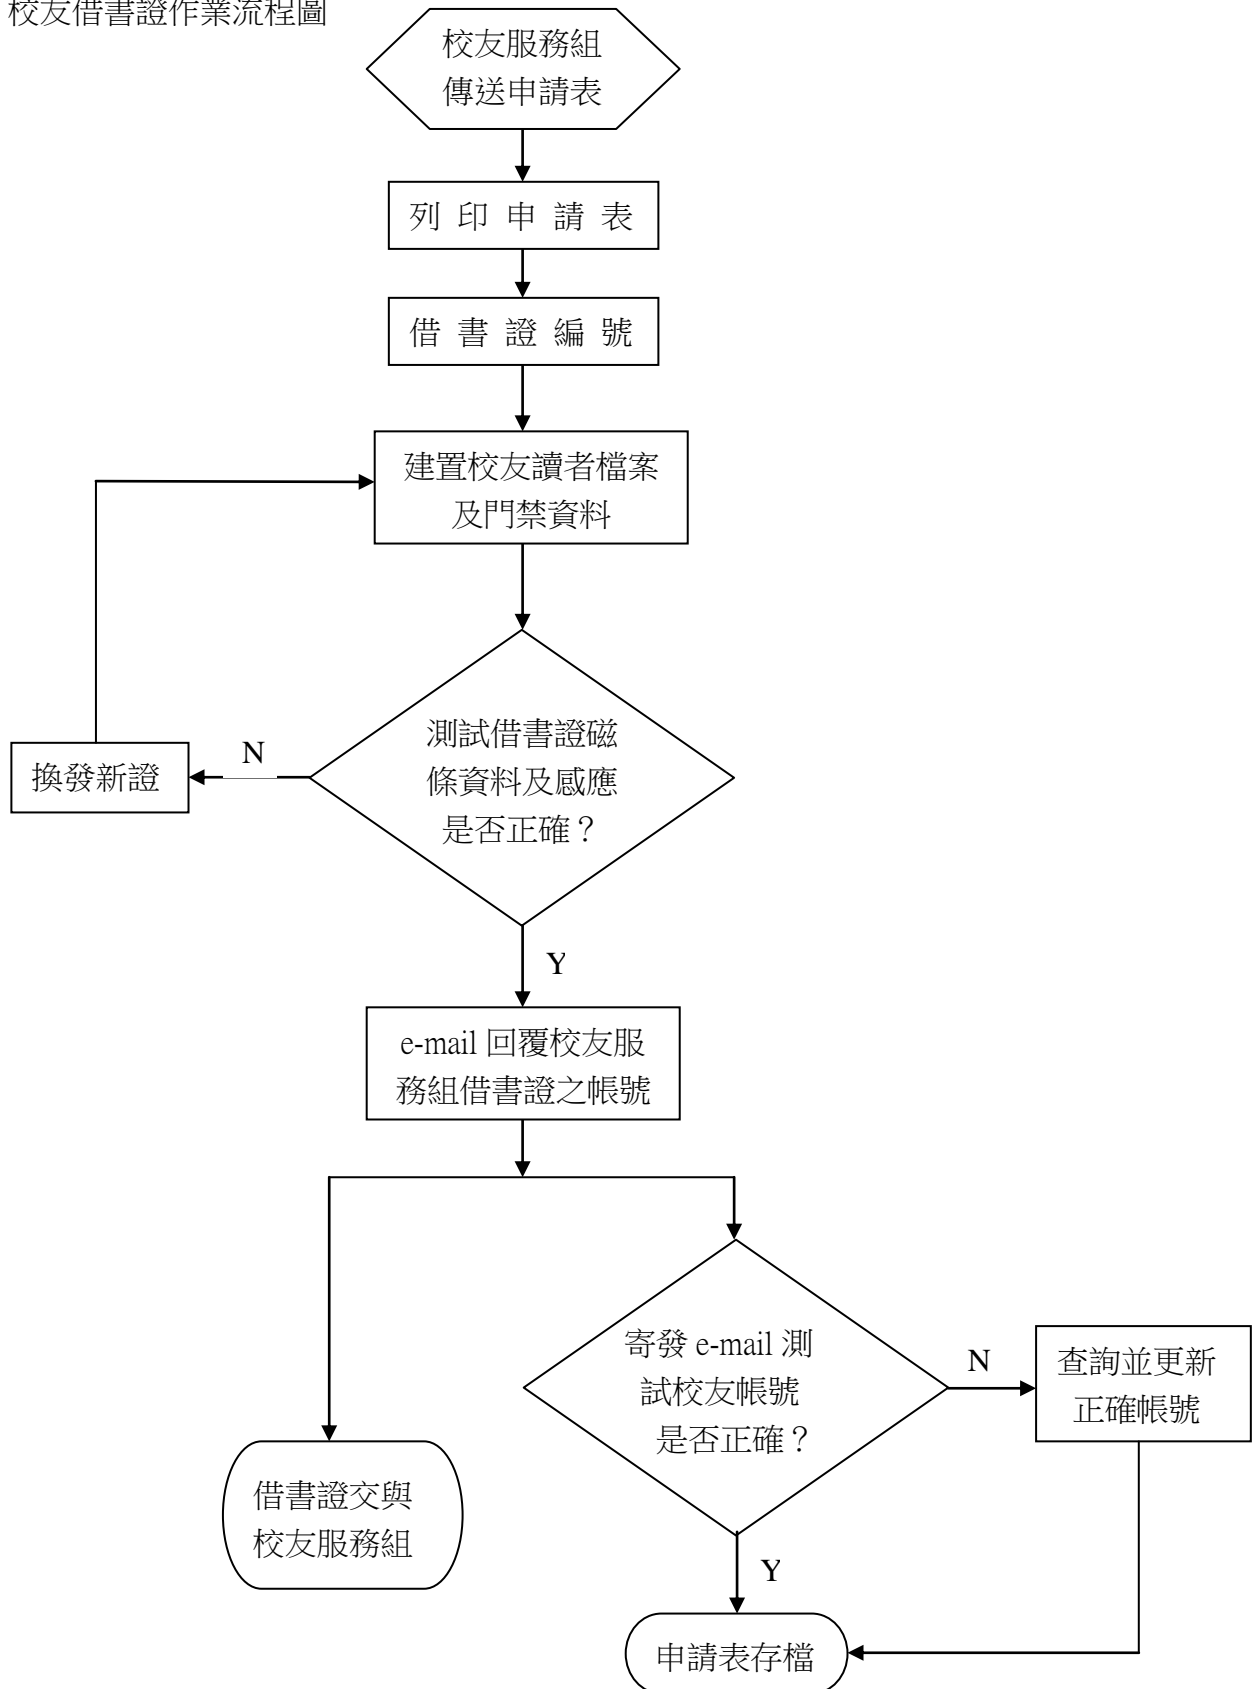 校友借書證作業流程圖
校友服務組
傳送申請表
列印申請表
借書證編號
建置校友讀者檔案
及門禁資料
測試借書證磁
條資料及感應
是否正確？
N
換發新證
Y
e-mail 回覆校友服
務組借書證之帳號
寄發 e-mail 測
試校友帳號
是否正確？
N
查詢並更新
正確帳號
借書證交與
校友服務組
Y
申請表存檔